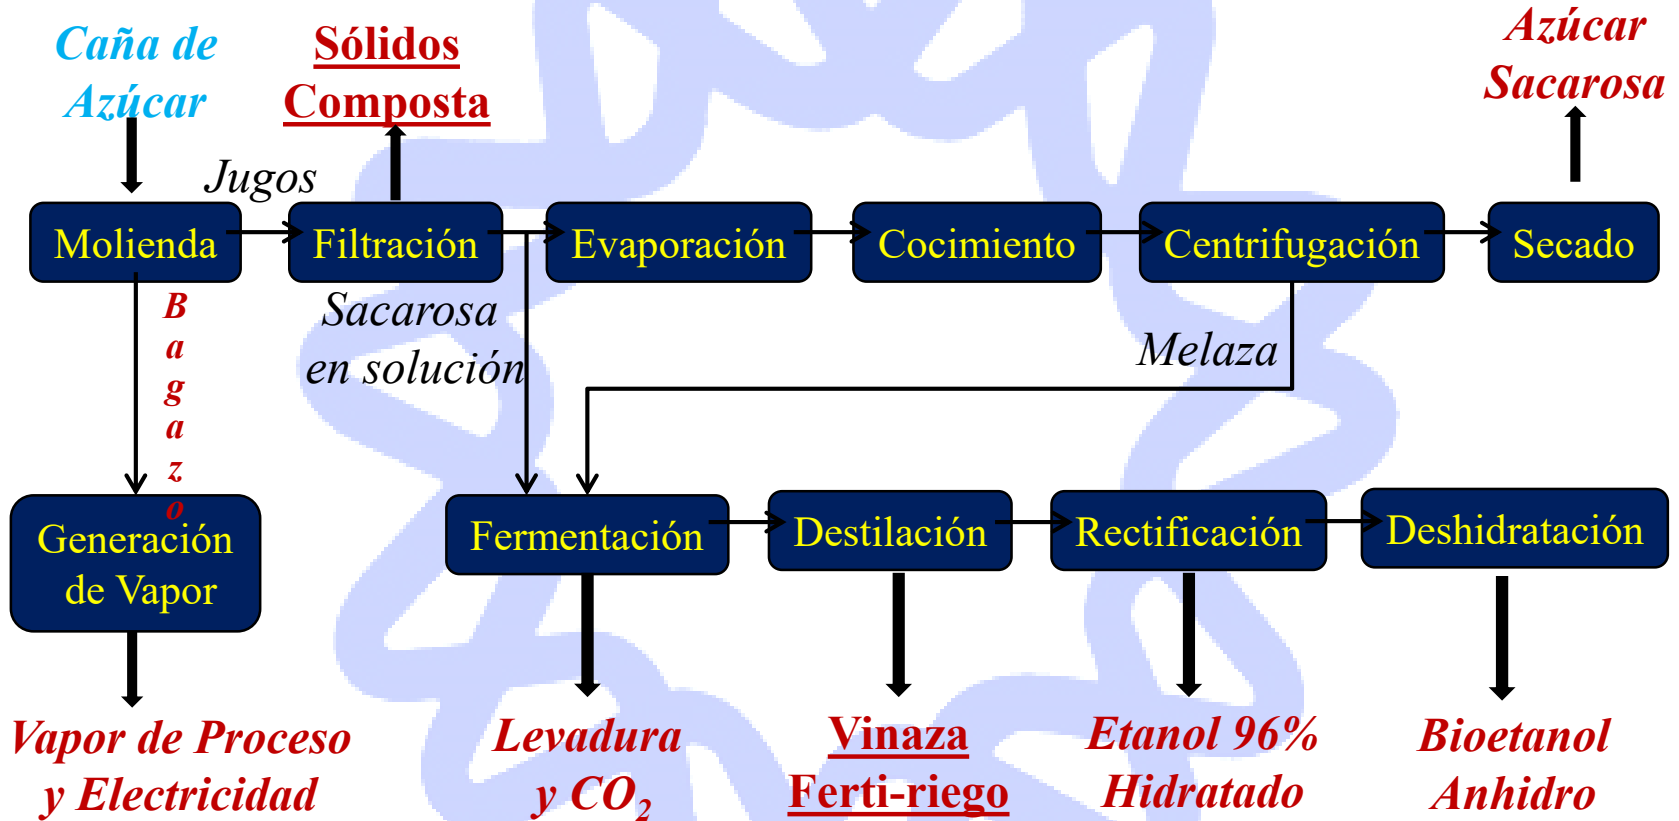 Caña de
Azúcar
Sólidos
Composta
Azúcar
Sacarosa
Jugos
Molienda
Filtración
Evaporación
Cocimiento
Centrifugación
Secado
Bagazo
Sacarosa
en solución
Melaza
Generación
de Vapor
Fermentación
Destilación
Rectificación
Deshidratación
Vapor de Proceso
y Electricidad
Levadura
y CO₂
Vinaza
Ferti-riego
Etanol 96%
Hidratado
Bioetanol
Anhidro